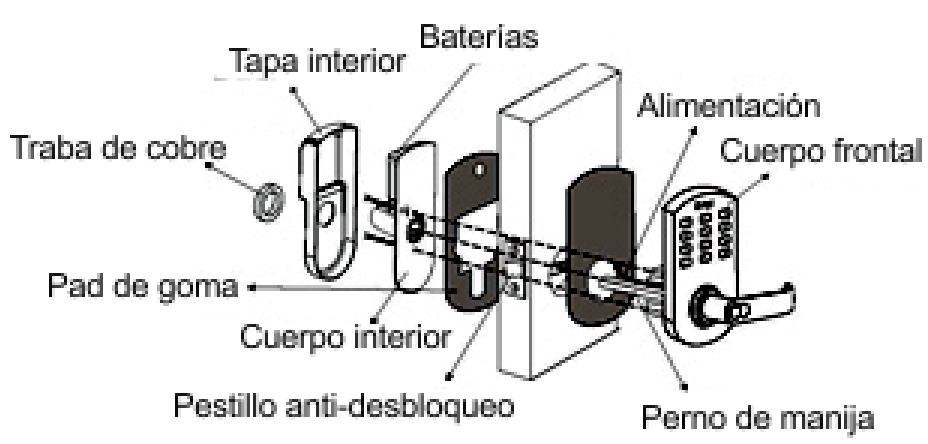 Baterías
Tapa interior
Alimentación
Traba de cobre
Cuerpo frontal
Pad de goma
Cuerpo interior
Pestillo anti-desbloqueo
Perno de manija